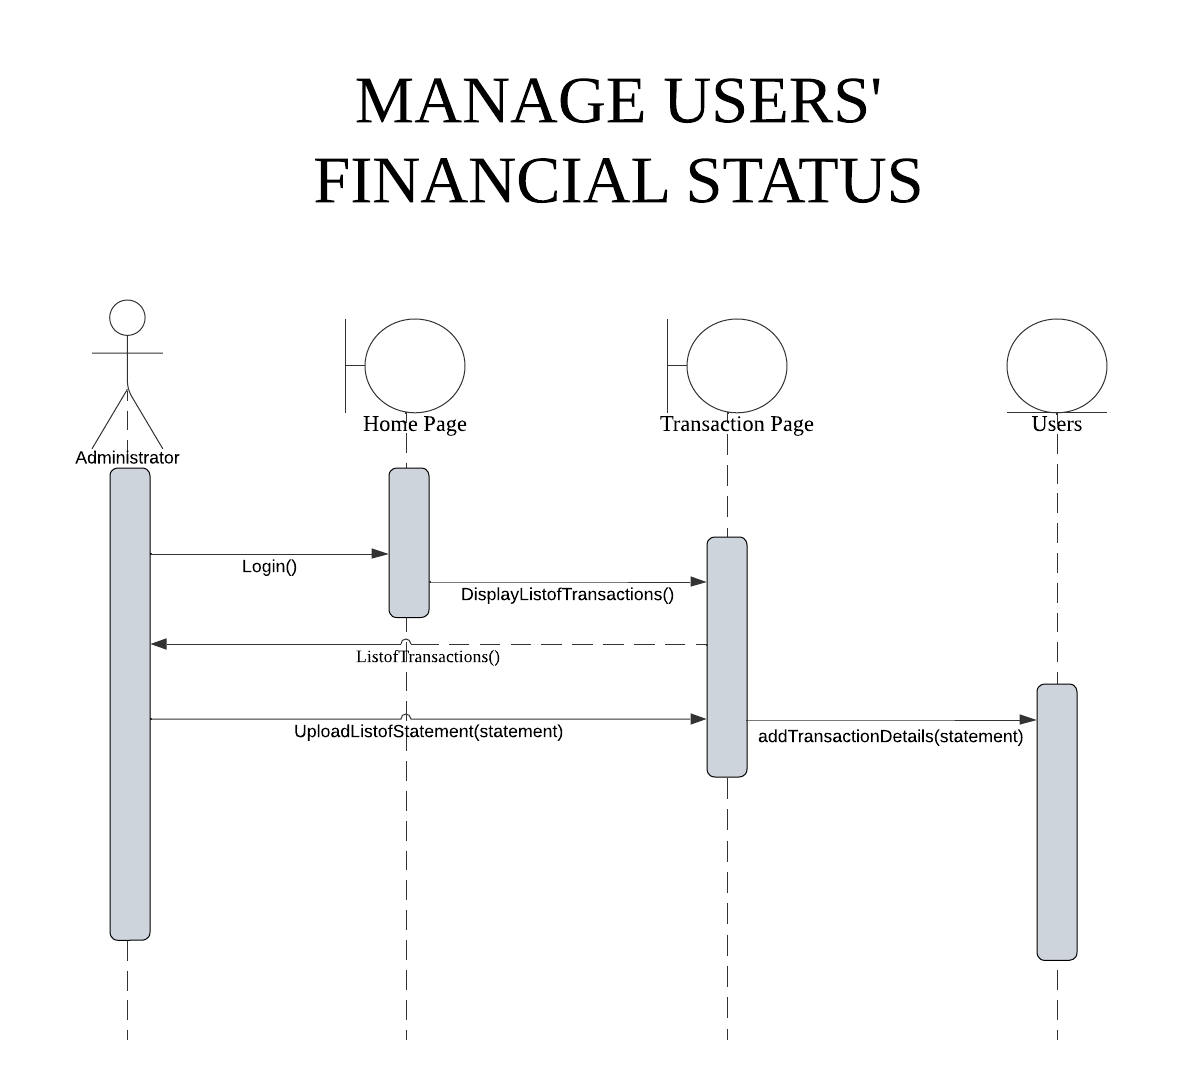 MANAGE USERS'
FINANCIAL STATUS
Administrator
Home Page
Transaction Page
Users
Login()
DisplayListofTransactions()
ListofTransactions()
UploadListofStatement(statement)
addTransactionDetails(statement)